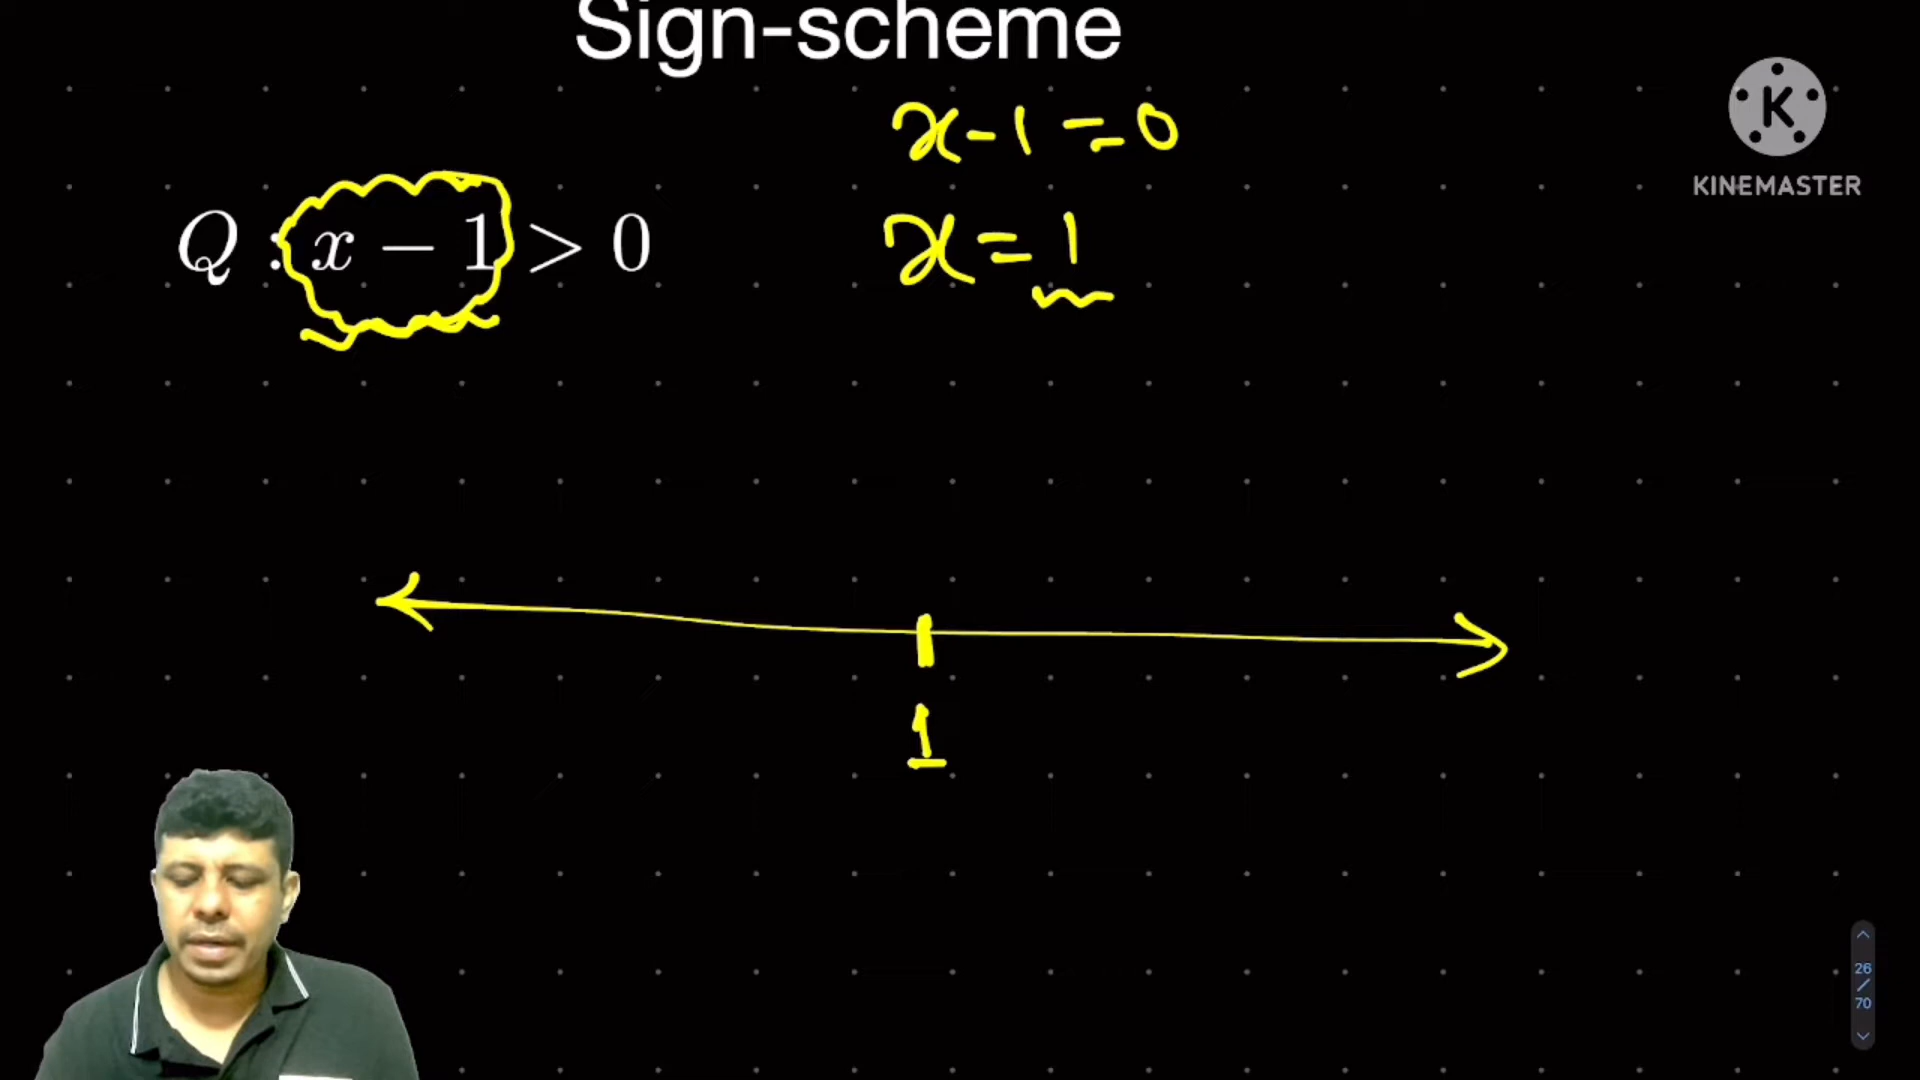 Sign-scheme
x - 1 = 0
K
KINEMASTER
Q : x − 1 > 0
x = 1
1
26
/
70